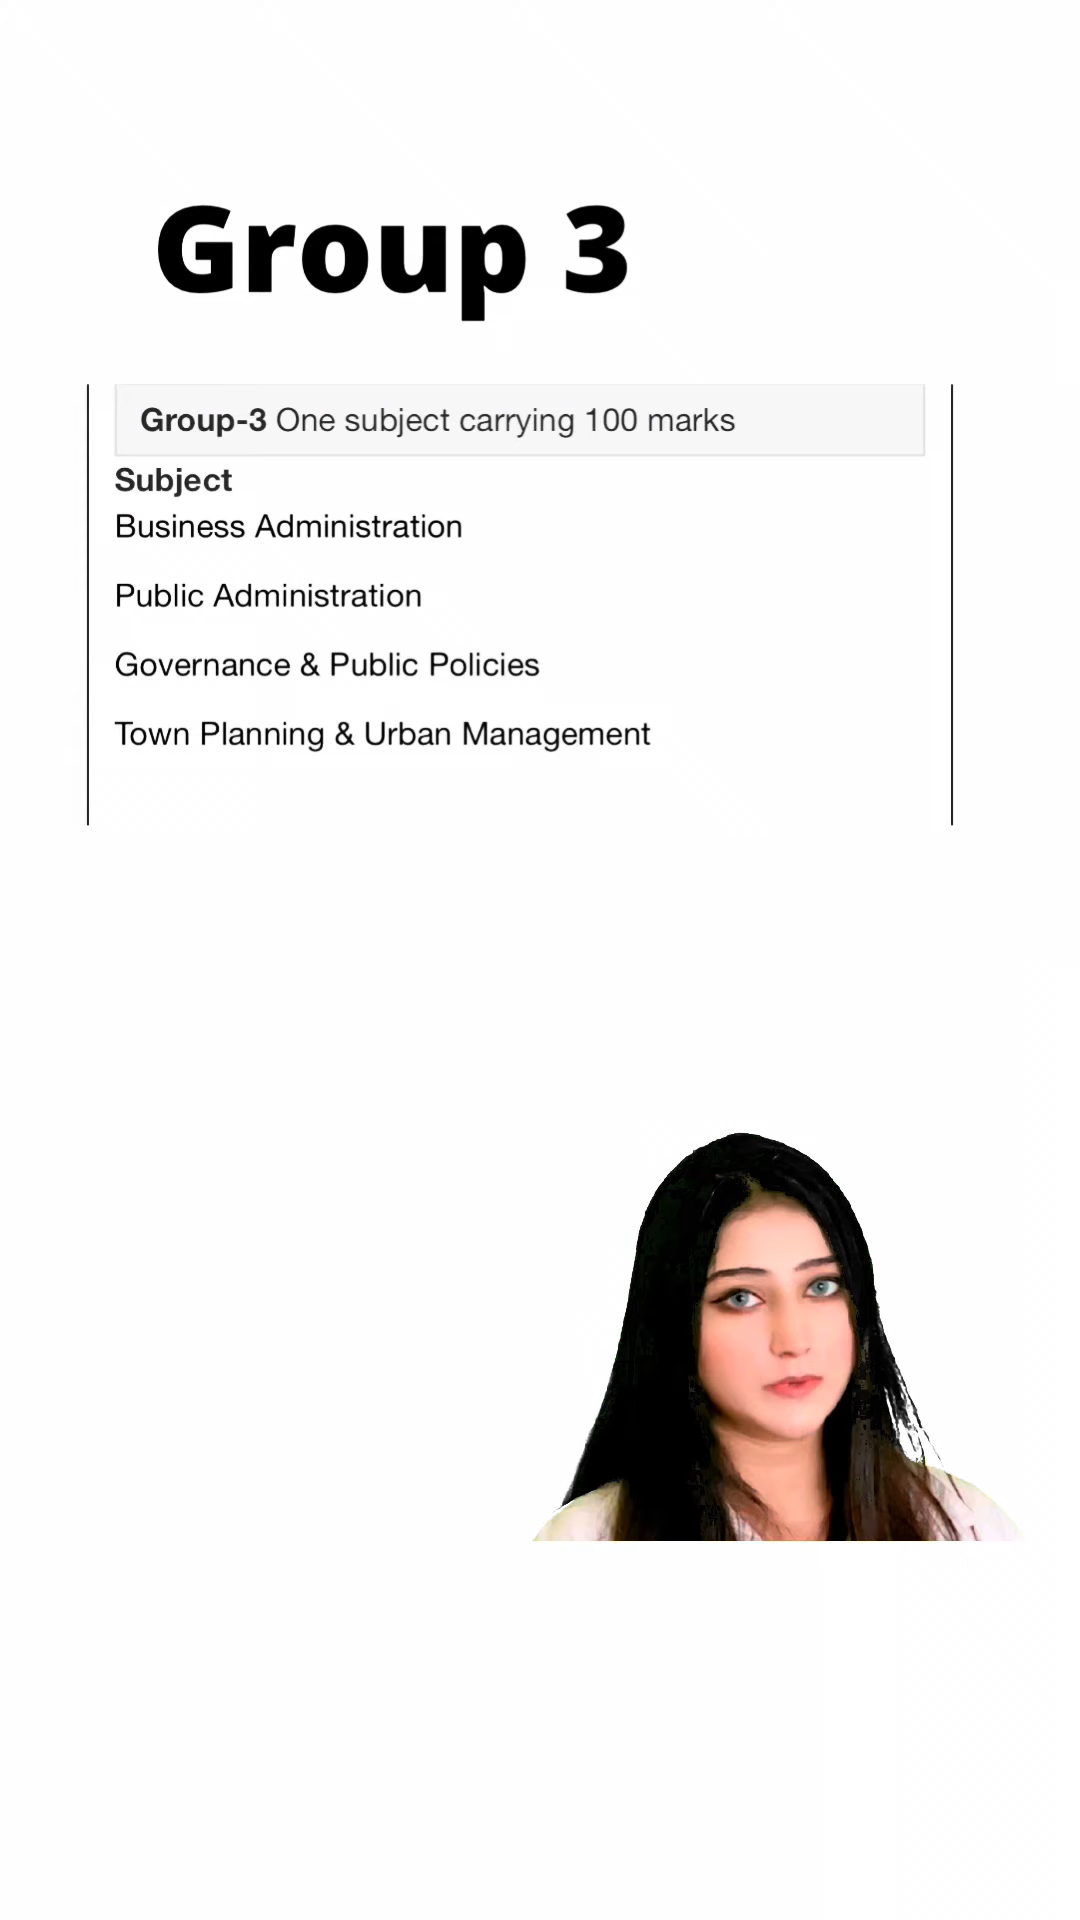 Group 3
Group-3 One subject carrying 100 marks
Subject
Business Administration
Public Administration
Governance & Public Policies
Town Planning & Urban Management